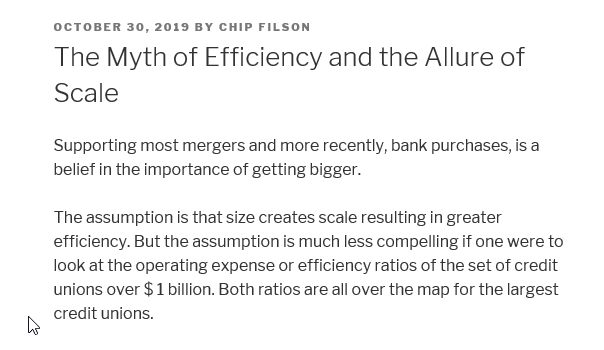 OCTOBER 30, 2019 BY CHIP FILSON
The Myth of Efficiency and the Allure of
Scale
Supporting most mergers and more recently, bank purchases, is a
belief in the importance of getting bigger.
The assumption is that size creates scale resulting in greater
efficiency. But the assumption is much less compelling if one were to
look at the operating expense or efficiency ratios of the set of credit
unions over $1 billion. Both ratios are all over the map for the largest
credit unions.